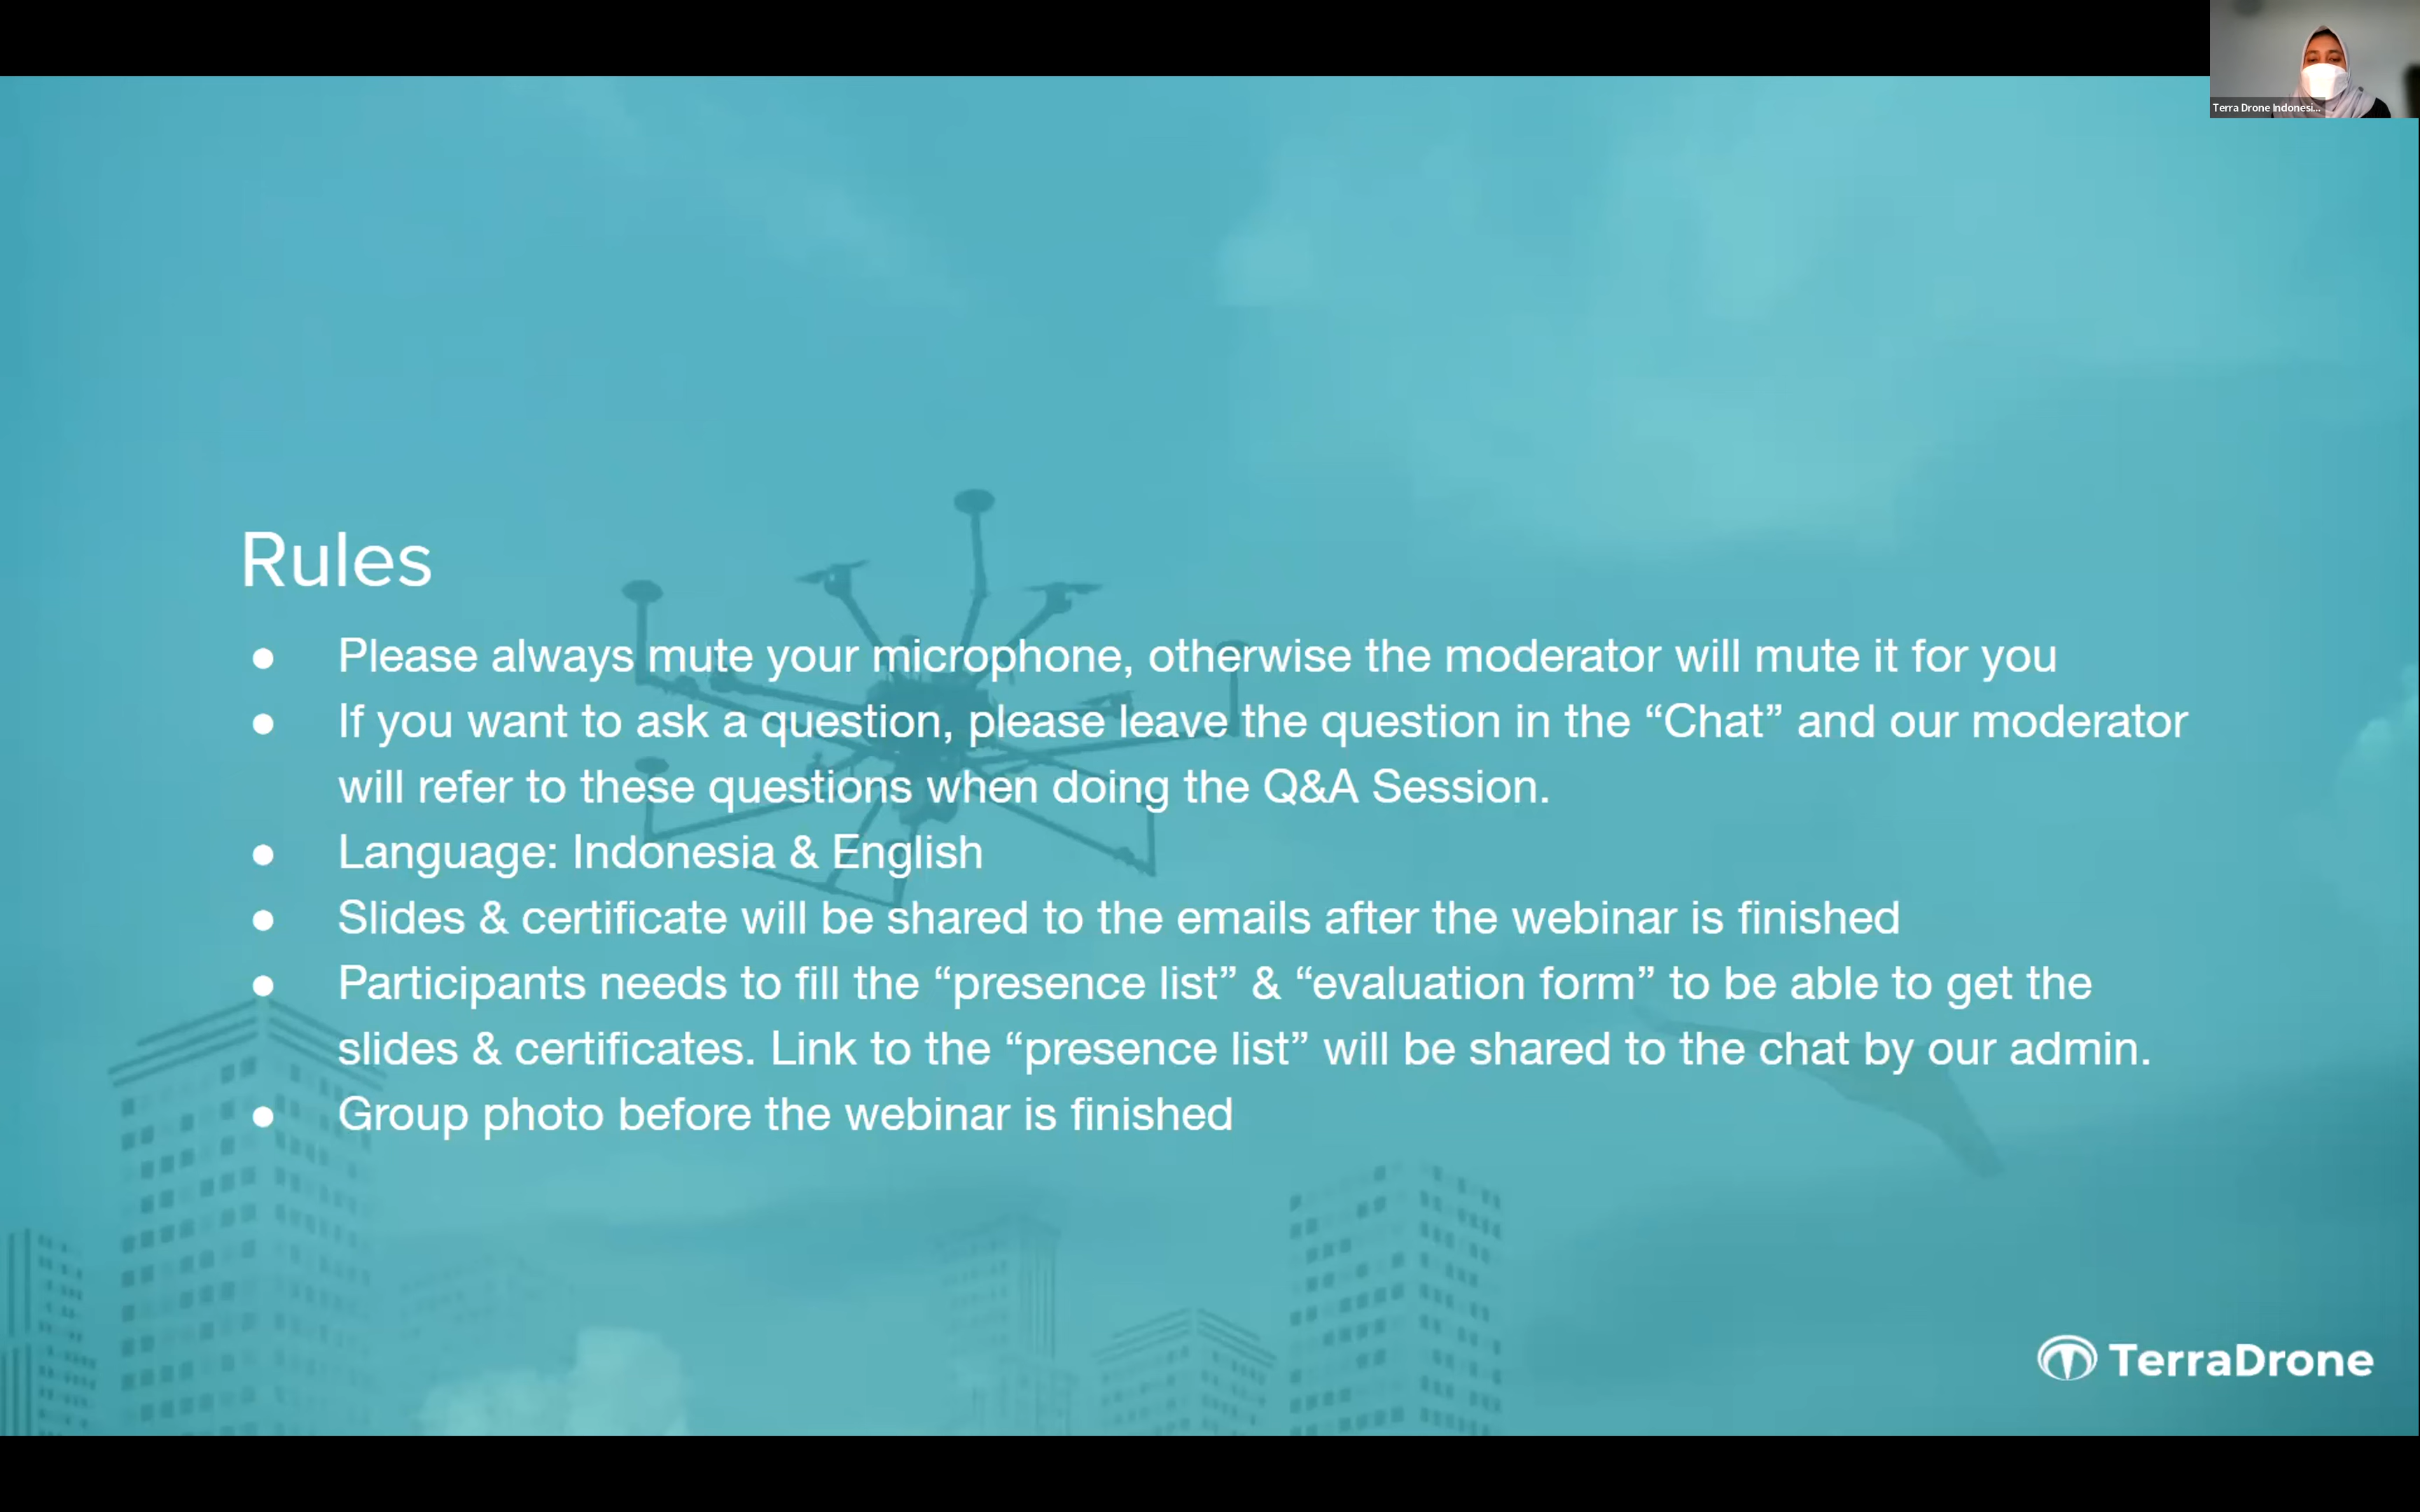 Terra Drone Indonesi...
Rules
● Please always mute your microphone, otherwise the moderator will mute it for you
● If you want to ask a question, please leave the question in the “Chat” and our moderator
will refer to these questions when doing the Q&A Session.
● Language: Indonesia & English
● Slides & certificate will be shared to the emails after the webinar is finished
● Participants needs to fill the “presence list” & “evaluation form” to be able to get the
slides & certificates. Link to the “presence list” will be shared to the chat by our admin.
● Group photo before the webinar is finished
TerraDrone